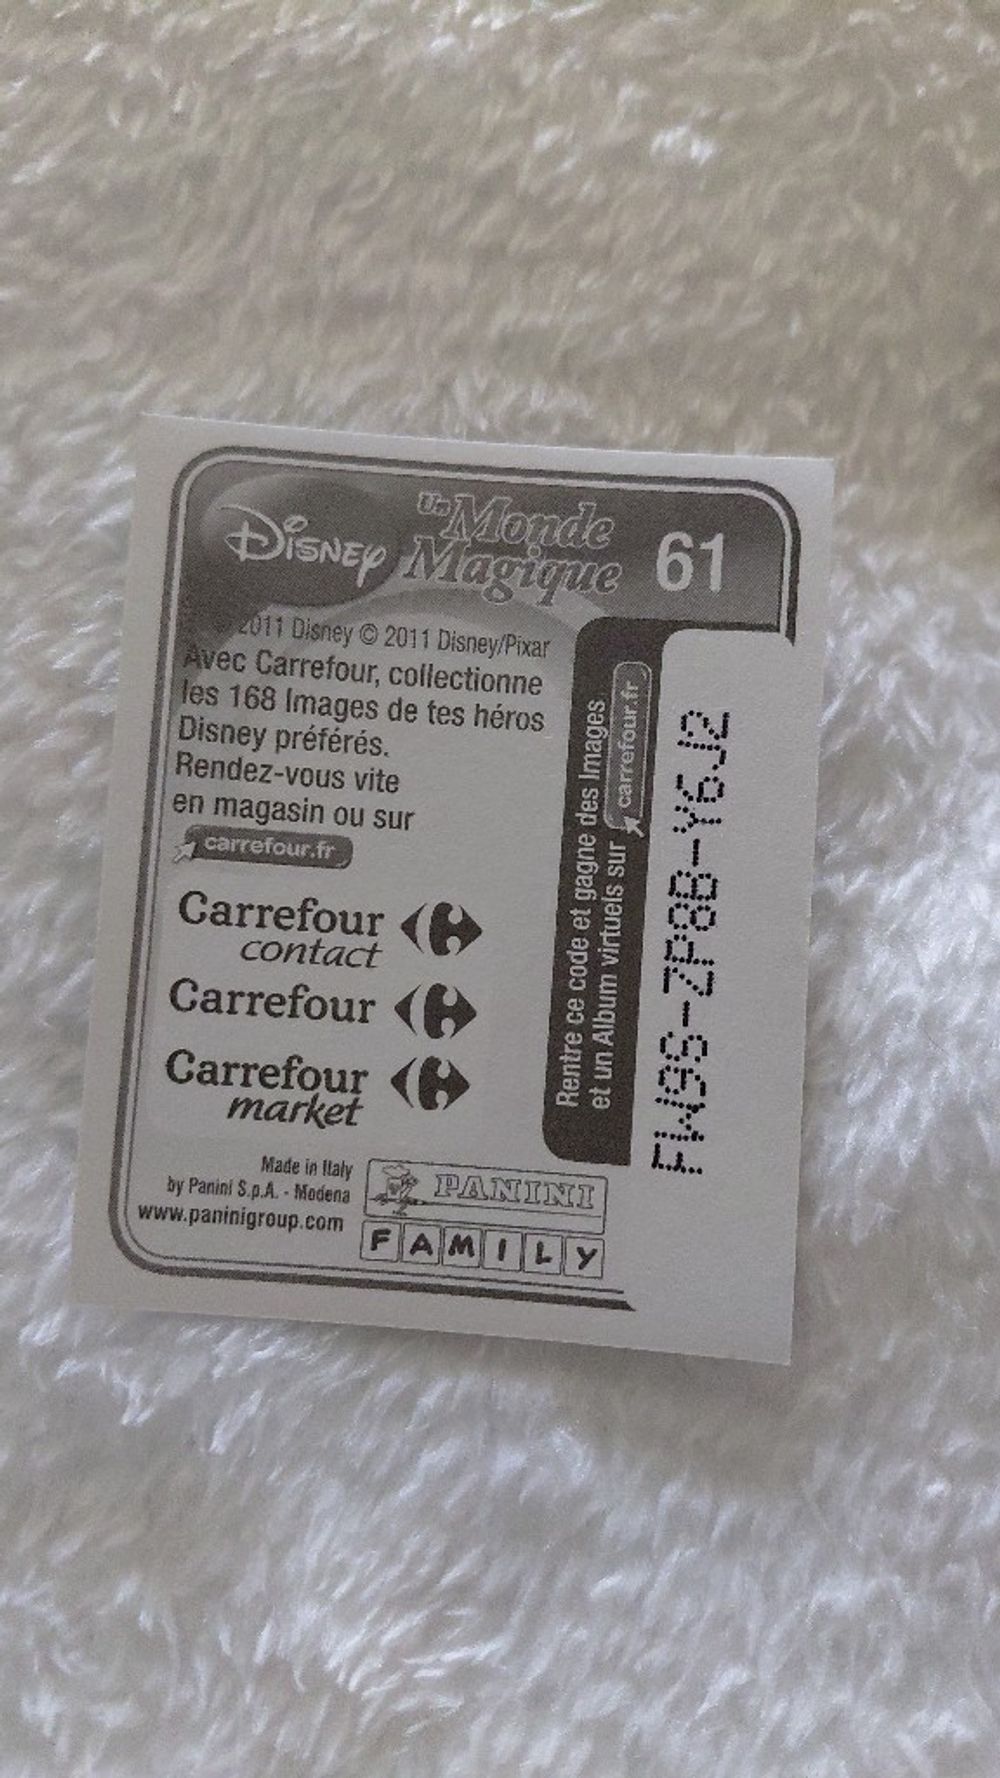 Disney
Un Monde
Magique
61
2011 Disney © 2011 Disney/Pixar
Avec Carrefour, collectionne
les 168 Images de tes héros
Disney préférés.
Rendez-vous vite
en magasin ou sur
carrefour.fr
Carrefour
contact
Carrefour
Carrefour
market
Made in Italy
by Panini S.p.A. - Modena
www.paninigroup.com
PANINI
FAMILY
Rentre ce code et gagne des Images
et un Album virtuels sur carrefour.fr
FW9S-ZP8B-Y6J2